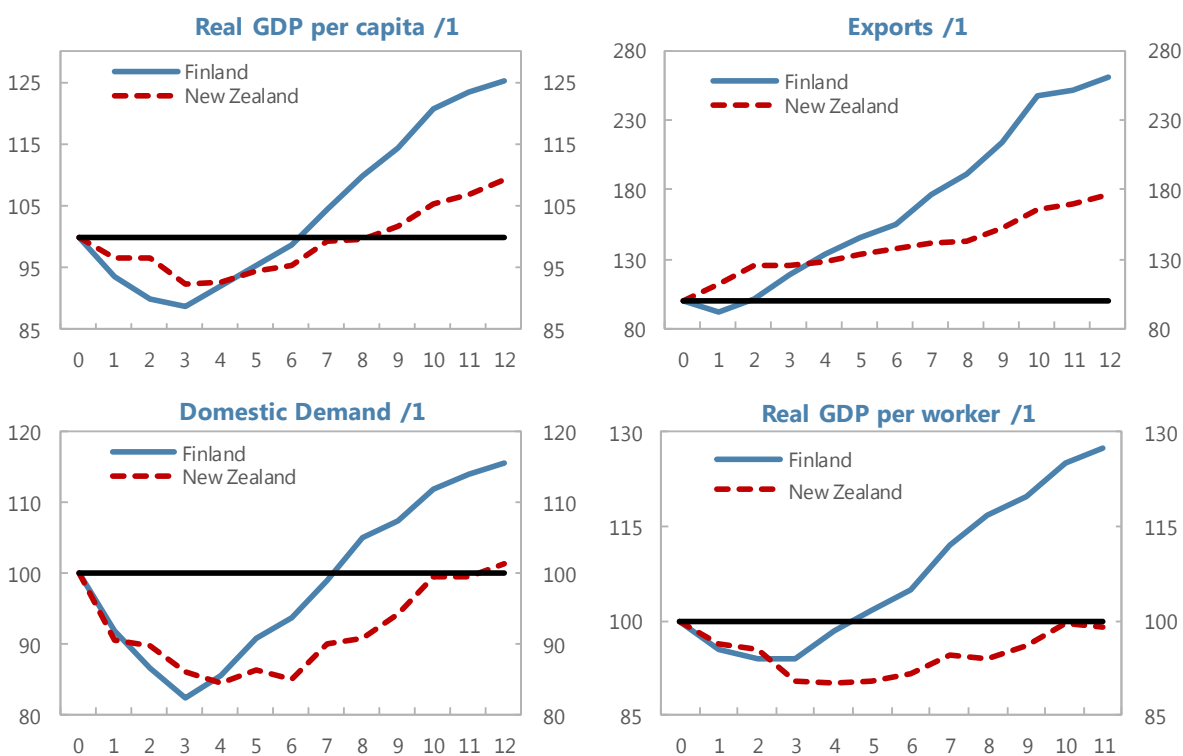 Real GDP per capita /1
Finland
New Zealand
125 125
115 115
105 105
95 95
85 85
0 1 2 3 4 5 6 7 8 9 10 11 12
Exports /1
Finland
New Zealand
280 280
230 230
180 180
130 130
80 80
0 1 2 3 4 5 6 7 8 9 10 11 12
Domestic Demand /1
Finland
New Zealand
120 120
110 110
100 100
90 90
80 80
0 1 2 3 4 5 6 7 8 9 10 11 12
Real GDP per worker /1
Finland
New Zealand
130 130
115 115
100 100
85 85
0 1 2 3 4 5 6 7 8 9 10 11